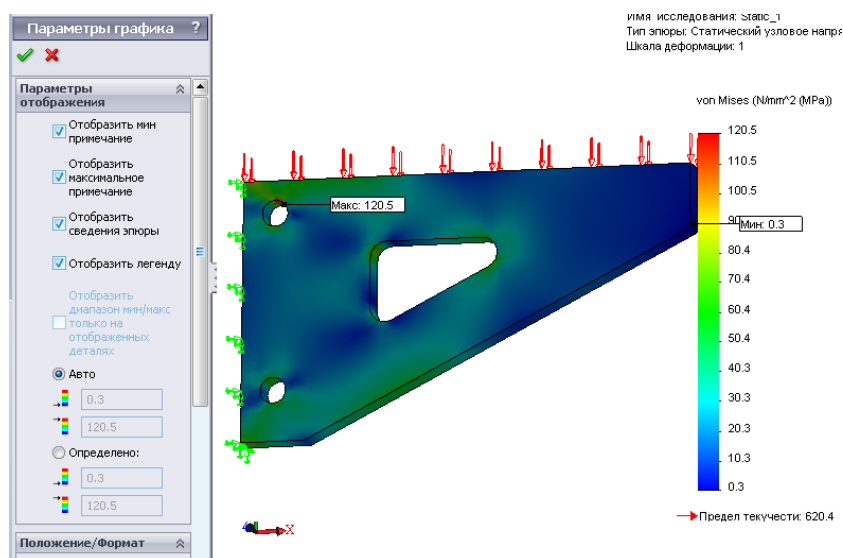 Параметры графика ?
Параметры
отображения
Отобразить мин
примечание
Отобразить
максимальное
примечание
Отобразить
сведения эпюры
Отобразить легенду
Отобразить
диапазон мин/макс
только на
отображенных
деталях
Авто
0.3
120.5
Определено:
0.3
120.5
Положение/Формат
Имя исследования: Static_1
Тип эпюры: Статический узловое напря
Шкала деформации: 1
von Mises (N/mm^2 (MPa))
120.5
110.5
100.5
90.
80.4
70.4
60.4
50.4
40.3
30.3
20.3
10.3
0.3
Макс: 120.5
Мин: 0.3
Предел текучести: 620.4
X